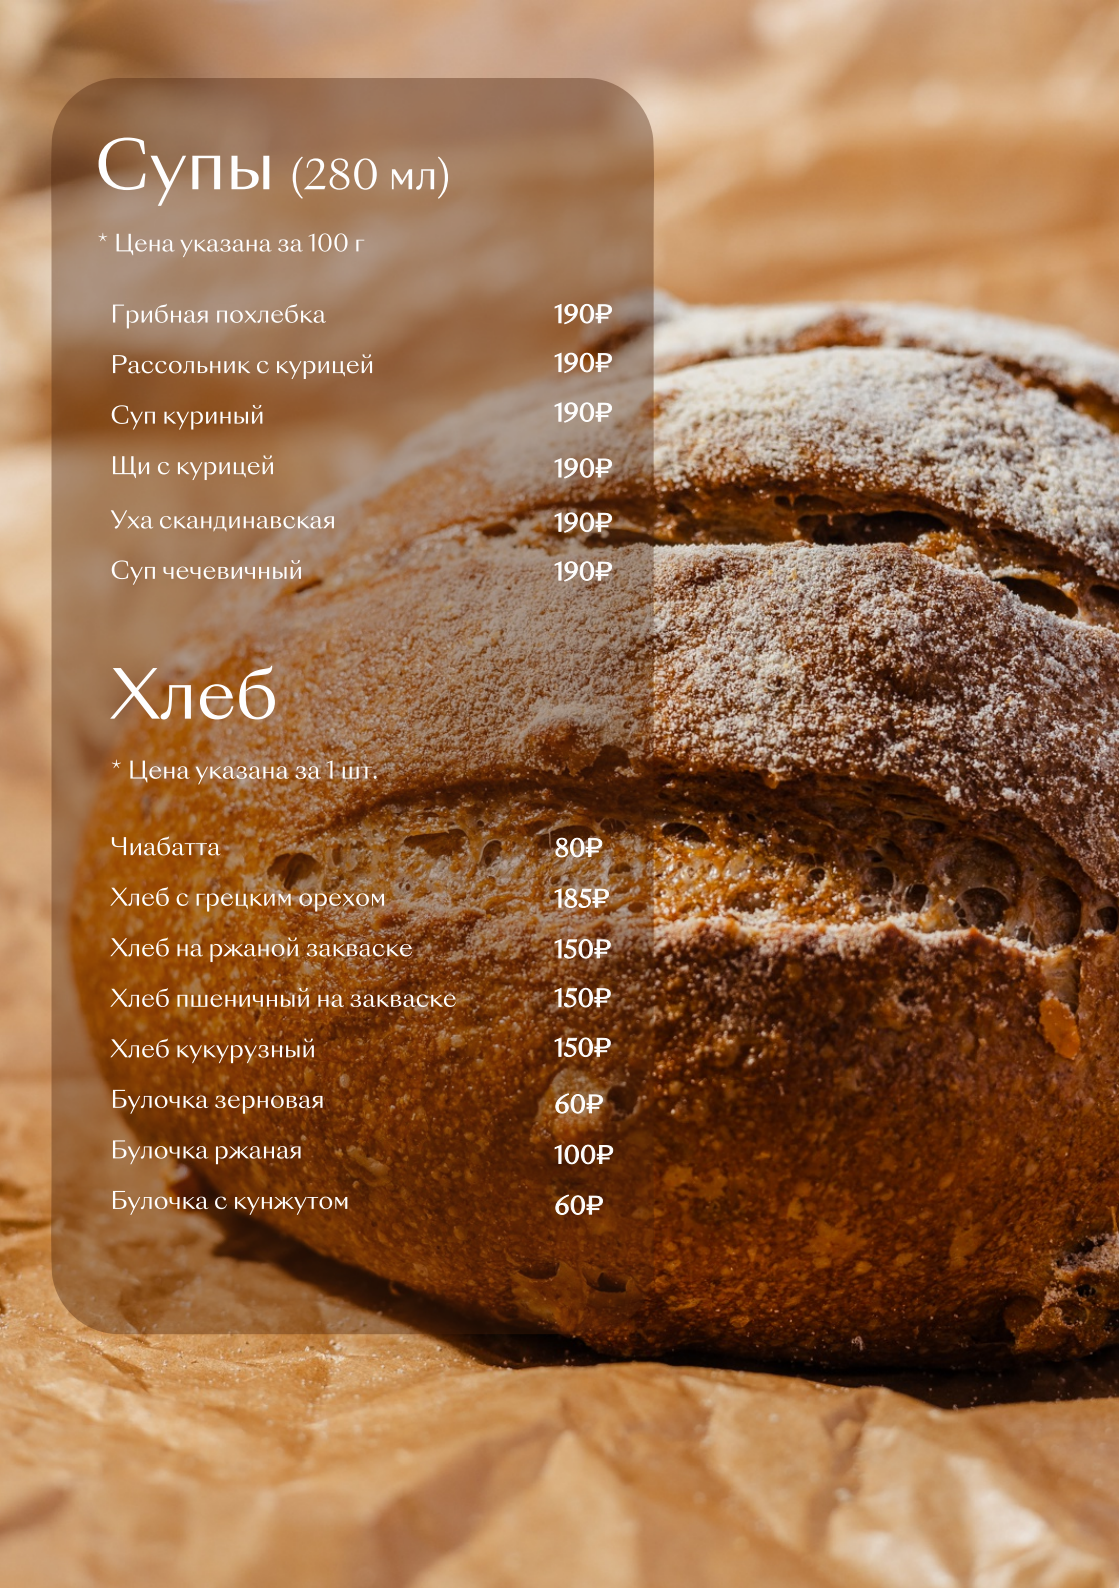 Супы (280 мл)
* Цена указана за 100 г
Грибная похлебка 190₽
Рассольник с курицей 190₽
Суп куриный 190₽
Щи с курицей 190₽
Уха скандинавская 190₽
Суп чечевичный 190₽
Хлеб
* Цена указана за 1 шт.
Чиабатта 80₽
Хлеб с грецким орехом 185₽
Хлеб на ржаной закваске 150₽
Хлеб пшеничный на закваске 150₽
Хлеб кукурузный 150₽
Булочка зерновая 60₽
Булочка ржаная 100₽
Булочка с кунжутом 60₽